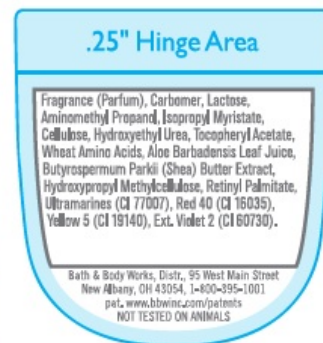 .25" Hinge Area
Fragrance (Parfum), Carbomer, Lactose,
Aminomethyl Propanol, Isopropyl Myristate,
Cellulose, Hydroxyethyl Urea, Tocopheryl Acetate,
Wheat Amino Acids, Aloe Barbadensis Leaf Juice,
Butyrospermum Parkii (Shea) Butter Extract,
Hydroxypropyl Methylcellulose, Retinyl Palmitate,
Ultramarines (CI 77007), Red 40 (CI 16035),
Yellow 5 (CI 19140), Ext. Violet 2 (CI 60730).
Bath & Body Works, Distr., 95 West Main Street
New Albany, OH 43054, 1-800-395-1001
pat. www.bbwinc.com/patents
NOT TESTED ON ANIMALS